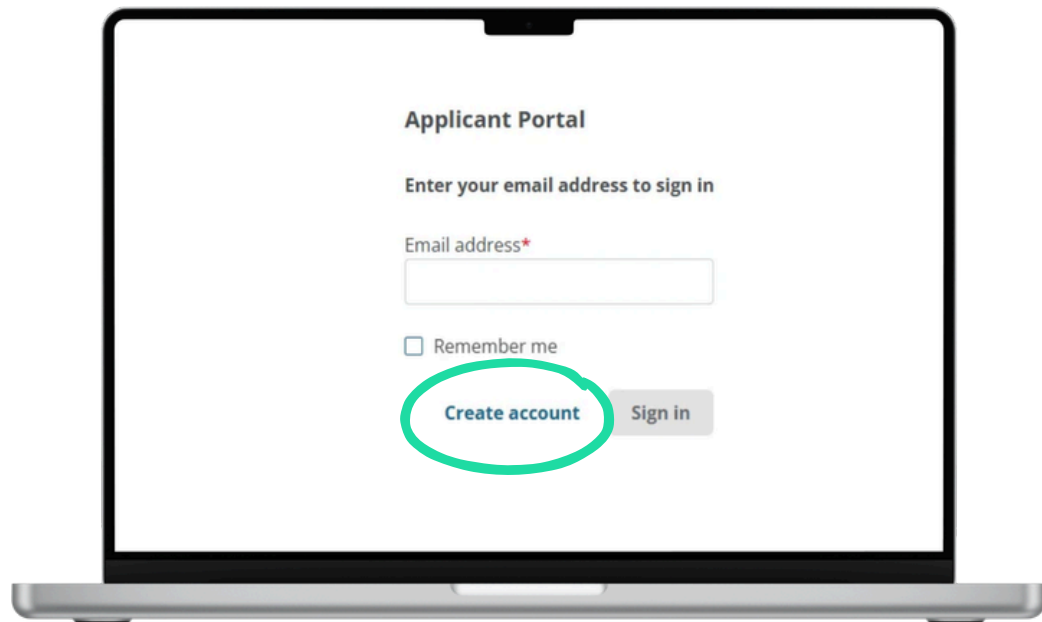 Applicant Portal
Enter your email address to sign in
Email address*
Remember me
Create account Sign in